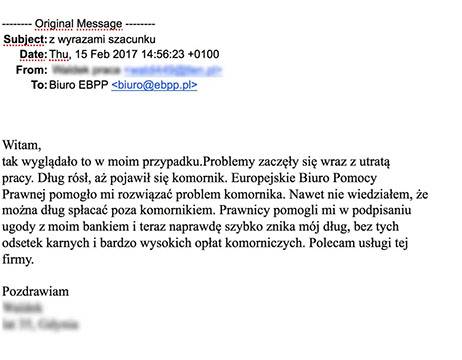 -------- Original Message --------
Subject: z wyrazami szacunku
Date: Thu, 15 Feb 2017 14:56:23 +0100
From:
To: Biuro EBPP <biuro@ebpp.pl>
Witam,
tak wyglądało to w moim przypadku.Problemy zaczęły się wraz z utratą
pracy. Dług rósł, aż pojawił się komornik. Europejskie Biuro Pomocy
Prawnej pomogło mi rozwiązać problem komornika. Nawet nie wiedziałem, że
można dług spłacać poza komornikiem. Prawnicy pomogli mi w podpisaniu
ugody z moim bankiem i teraz naprawdę szybko znika mój dług, bez tych
odsetek karnych i bardzo wysokich opłat komorniczych. Polecam usługi tej
firmy.
Pozdrawiam